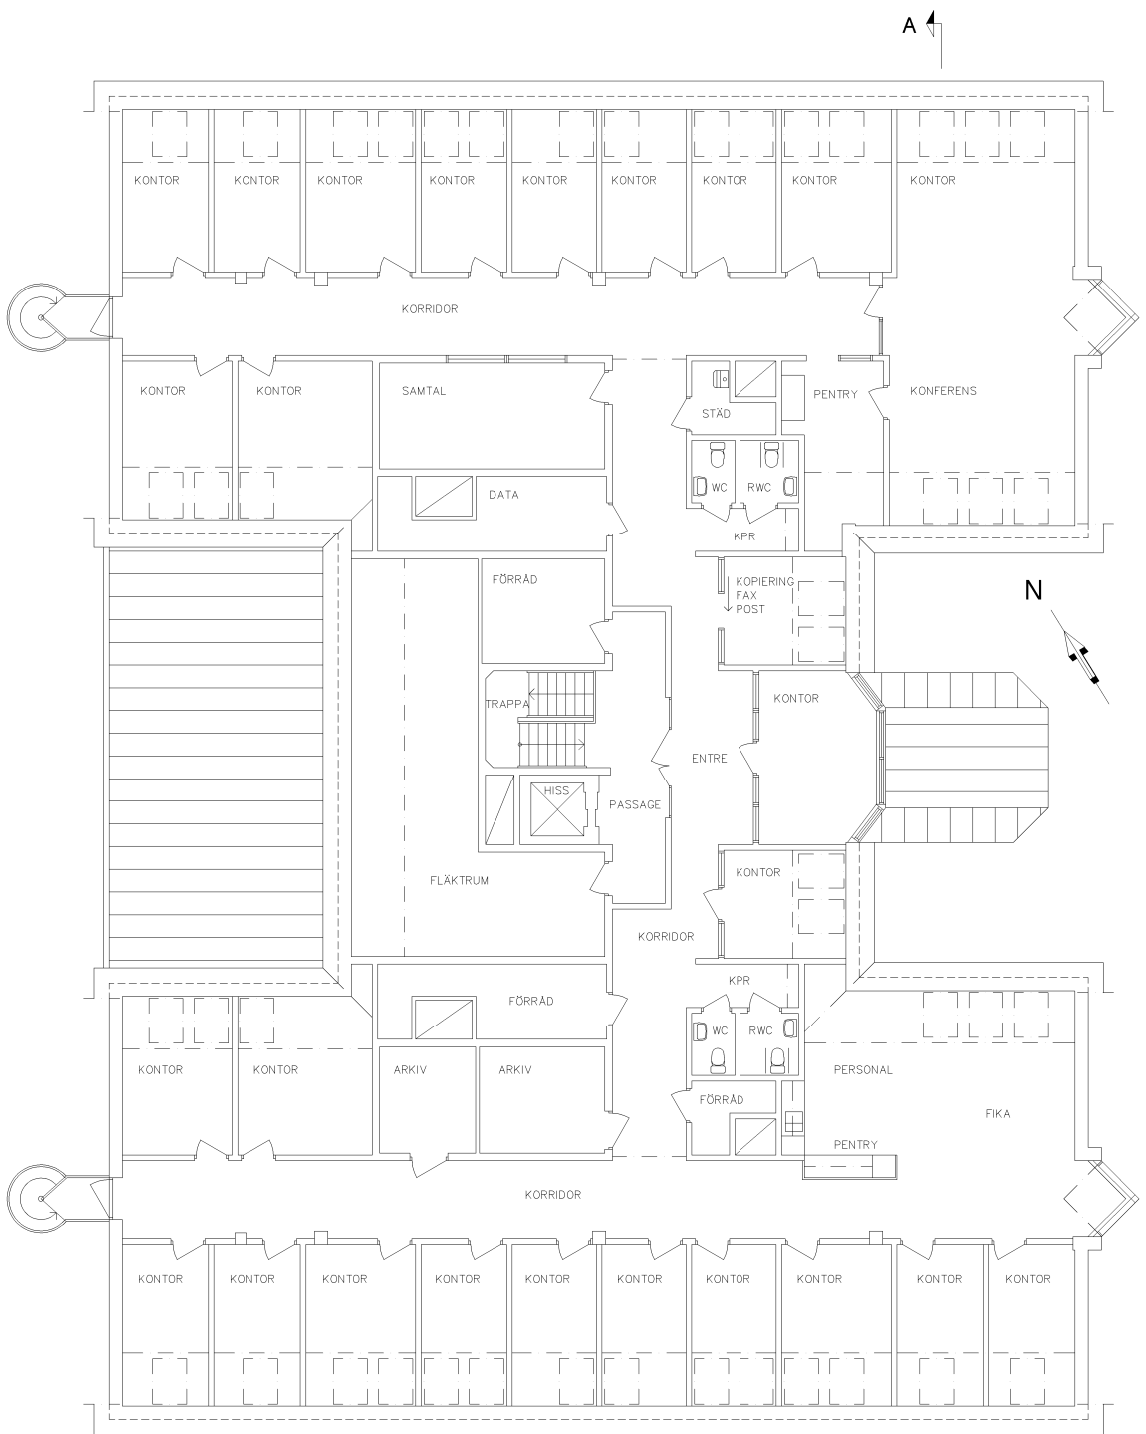 A
KONTOR
KONTOR
KONTOR
KONTOR
KONTOR
KONTOR
KONTOR
KONTOR
KONTOR
KORRIDOR
KONTOR
KONTOR
SAMTAL
STÄD
PENTRY
KONFERENS
DATA
WC
RWC
KPR
FÖRRÅD
KOPIERING
FAX
POST
N
TRAPPA
KONTOR
ENTRE
HISS
PASSAGE
FLÄKTRUM
KONTOR
KORRIDOR
KPR
FÖRRÅD
WC
RWC
KONTOR
KONTOR
ARKIV
ARKIV
PERSONAL
FÖRRÅD
FIKA
PENTRY
KORRIDOR
KONTOR
KONTOR
KONTOR
KONTOR
KONTOR
KONTOR
KONTOR
KONTOR
KONTOR
KONTOR